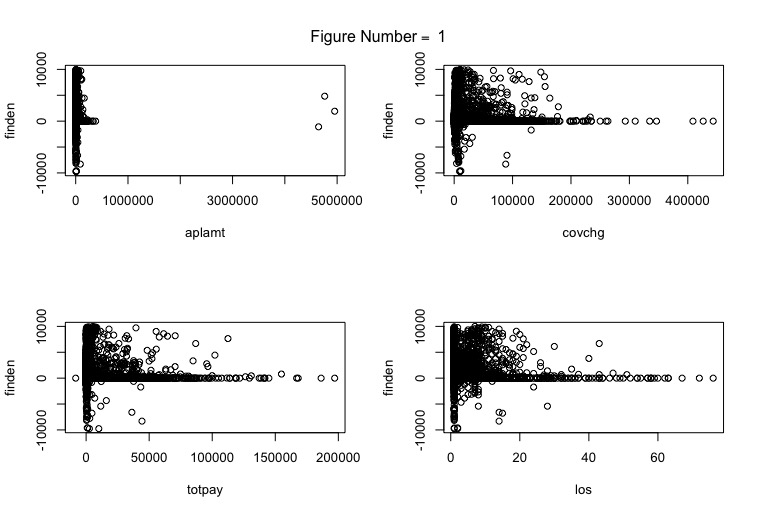 Figure Number = 1
finden
10000
0
-10000
0 1000000 3000000 5000000
aplamt
finden
10000
0
-10000
0 100000 200000 300000 400000
covchg
finden
10000
0
-10000
0 50000 100000 150000 200000
totpay
finden
10000
0
-10000
0 20 40 60
los